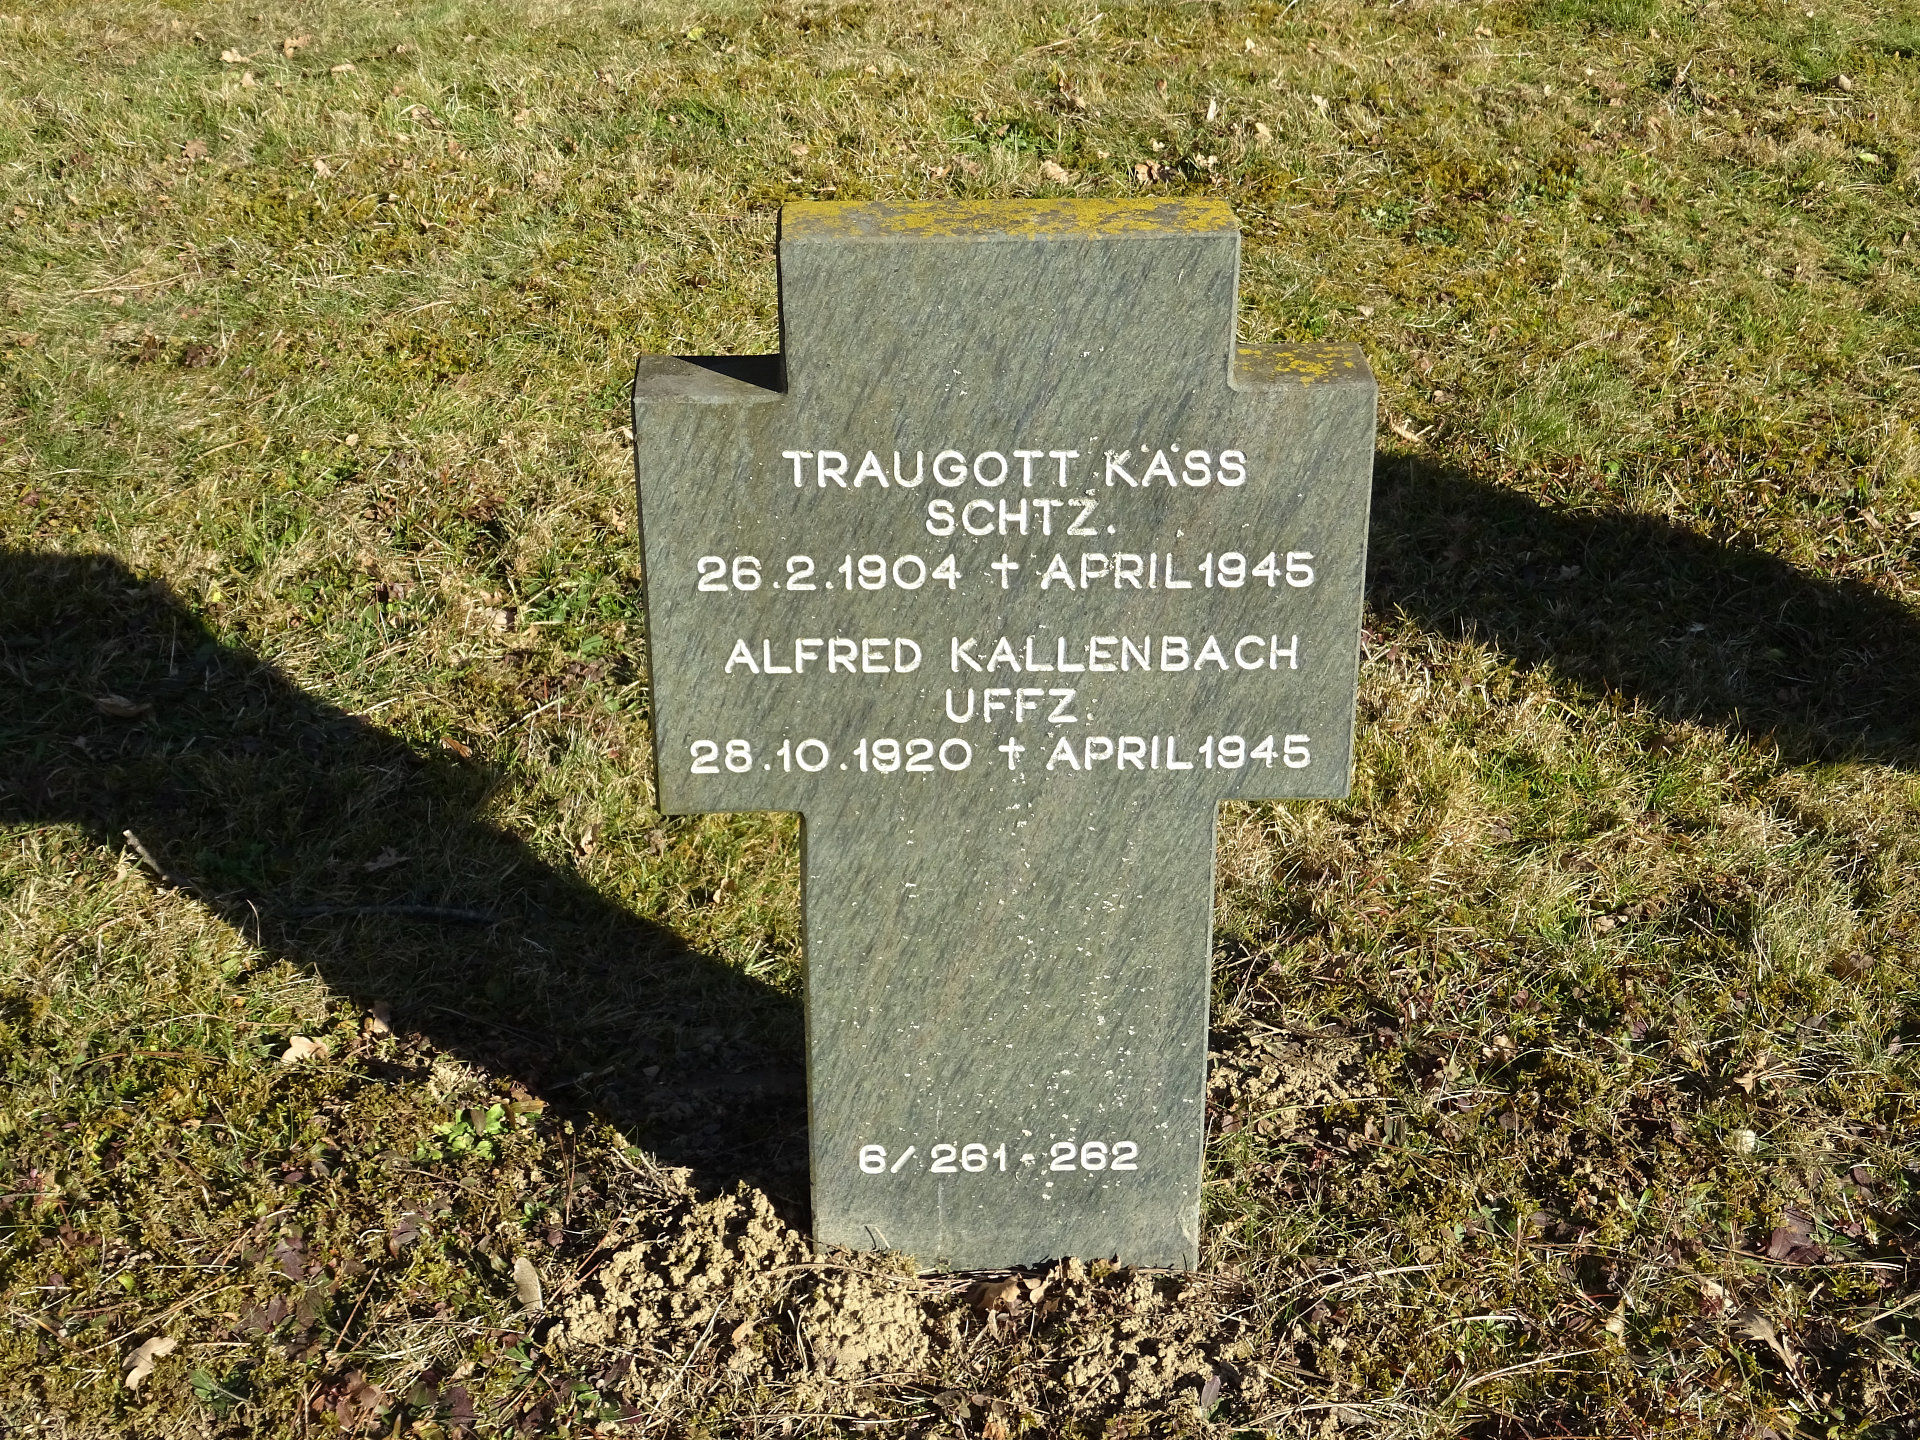 TRAUGOTT KÄSS
SCHTZ.
26.2.1904 † APRIL 1945
ALFRED KALLENBACH
UFFZ.
28.10.1920 † APRIL 1945
6/261-262